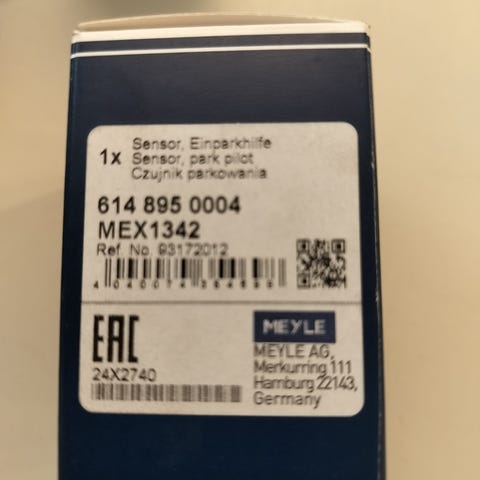 1x
Sensor, Einparkhilfe
Sensor, park pilot
Czujnik parkowania
614 895 0004
MEX1342
Ref. No. 93172012
EAC
24X2740
MEYLE
MEYLE AG,
Merkurring 111
Hamburg 22143,
Germany